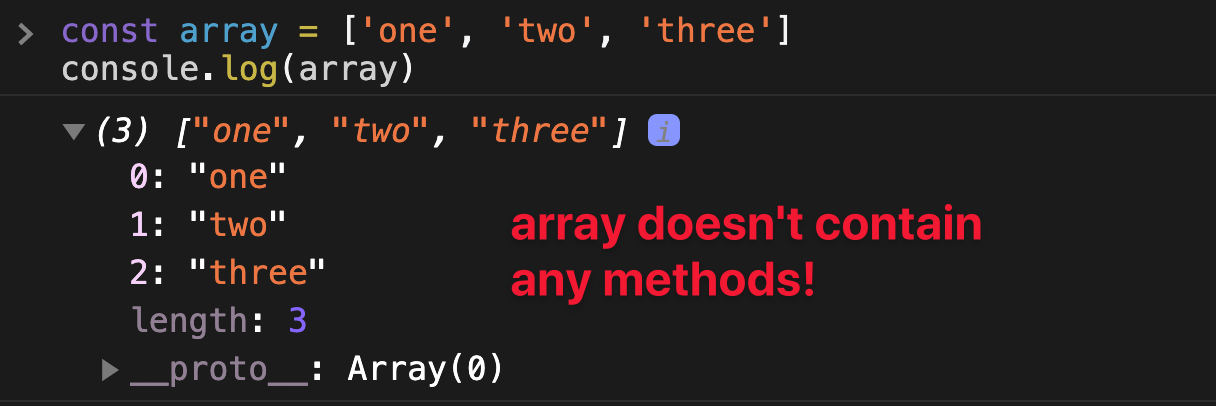 const array = ['one', 'two', 'three']
console.log(array)
(3) ["one", "two", "three"] i
0: "one"
1: "two"
2: "three"
length: 3
__proto__: Array(0)
array doesn't contain
any methods!